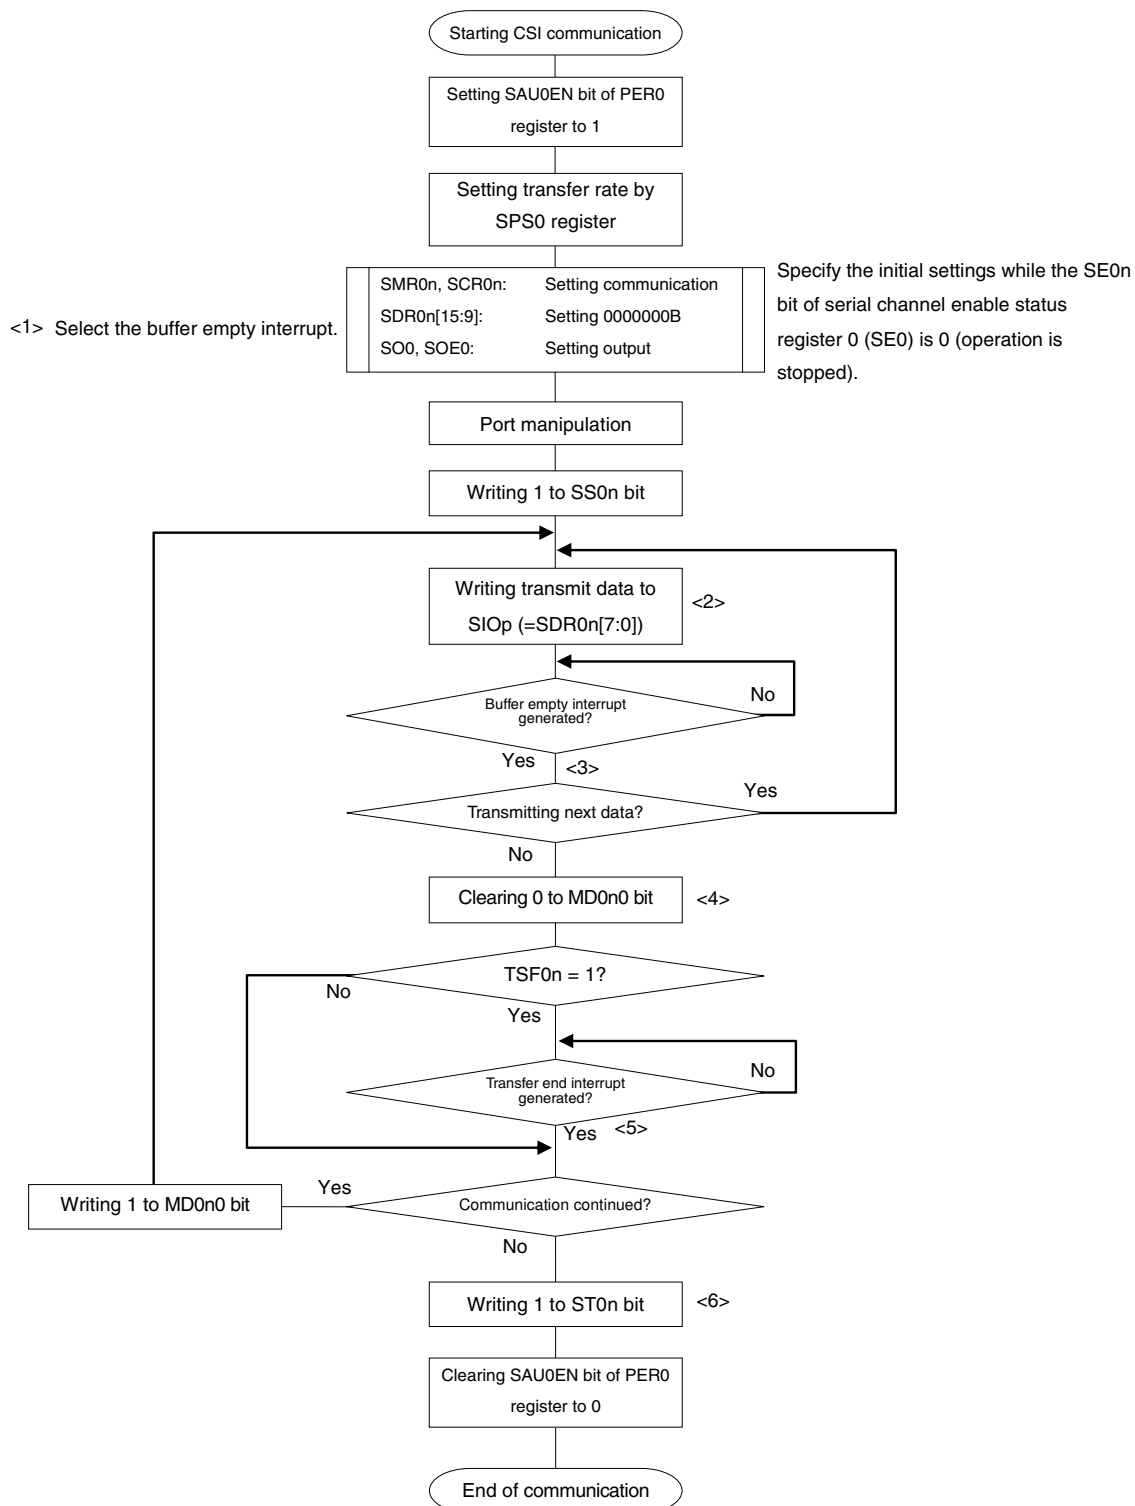 Starting CSI communication
Setting SAU0EN bit of PER0
register to 1
Setting transfer rate by
SPS0 register
<1> Select the buffer empty interrupt.
SMR0n, SCR0n: Setting communication
SDR0n[15:9]: Setting 0000000B
SO0, SOE0: Setting output
Specify the initial settings while the SE0n
bit of serial channel enable status
register 0 (SE0) is 0 (operation is
stopped).
Port manipulation
Writing 1 to SS0n bit
Writing transmit data to
SIOp (=SDR0n[7:0])
<2>
Buffer empty interrupt
generated?
No
Yes
<3>
Transmitting next data?
Yes
No
Clearing 0 to MD0n0 bit
<4>
TSF0n = 1?
No
Yes
Transfer end interrupt
generated?
No
Yes
<5>
Communication continued?
Yes
Writing 1 to MD0n0 bit
No
Writing 1 to ST0n bit
<6>
Clearing SAU0EN bit of PER0
register to 0
End of communication